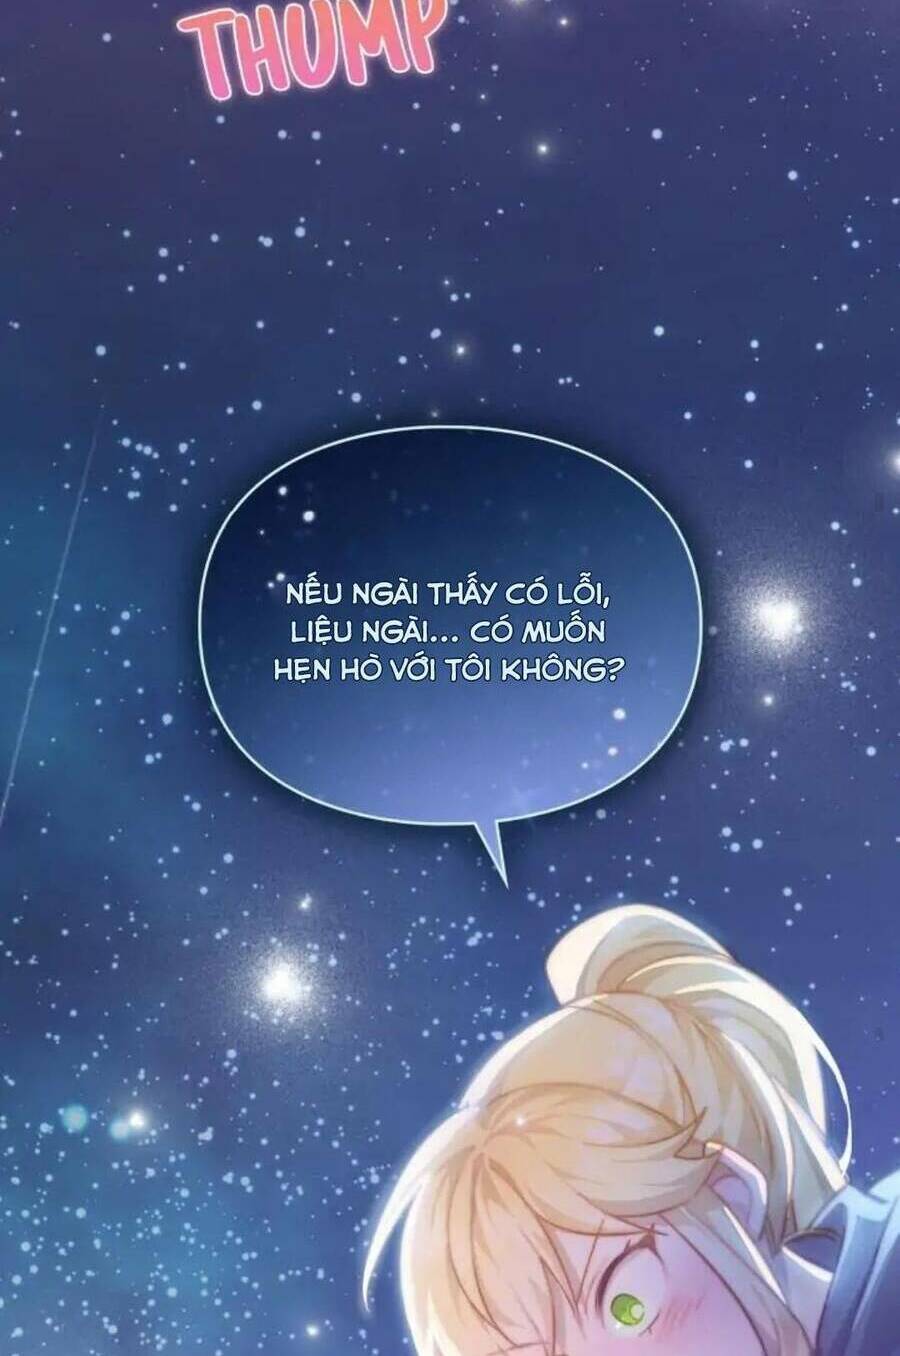 THUMP
NẾU NGÀI THẤY CÓ LỖI,
LIỆU NGÀI... CÓ MUỐN
HẸN HÒ VỚI TÔI KHÔNG?